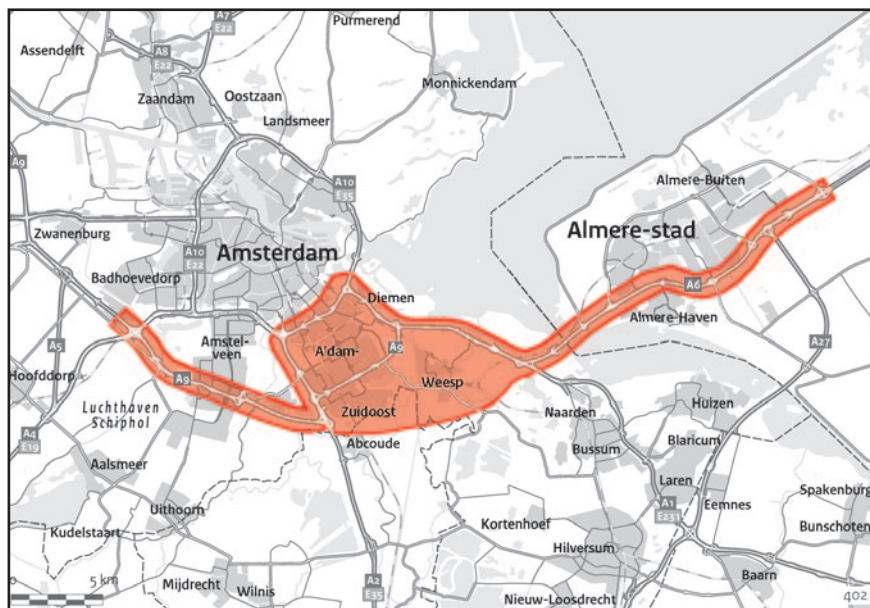 A7
E22
Purmerend
Assendelft
A8
E22
Monnickendam
Zaandam
Oostzaan
Landsmeer
A9
A10
E35
Almere-Buiten
Zwanenburg
A10
E22
Amsterdam
Almere-stad
Badhoevedorp
Diemen
A6
Almere-Haven
A5
Amstel-
veen
A'dam-
A9
A27
Hoofddorp
A9
Weesp
Luchthaven
Schiphol
Zuidoost
Naarden
Huizen
A4
E19
Abcoude
Bussum
Blaricum
Aalsmeer
Laren
Uithoorn
A1
E231
Eemnes
Spakenburg
Kudelstaart
Kortenhoef
Bunschoten
Hilversum
0
5 km
Mijdrecht
Wilnis
A2
E35
Nieuw-Loosdrecht
Baarn
402